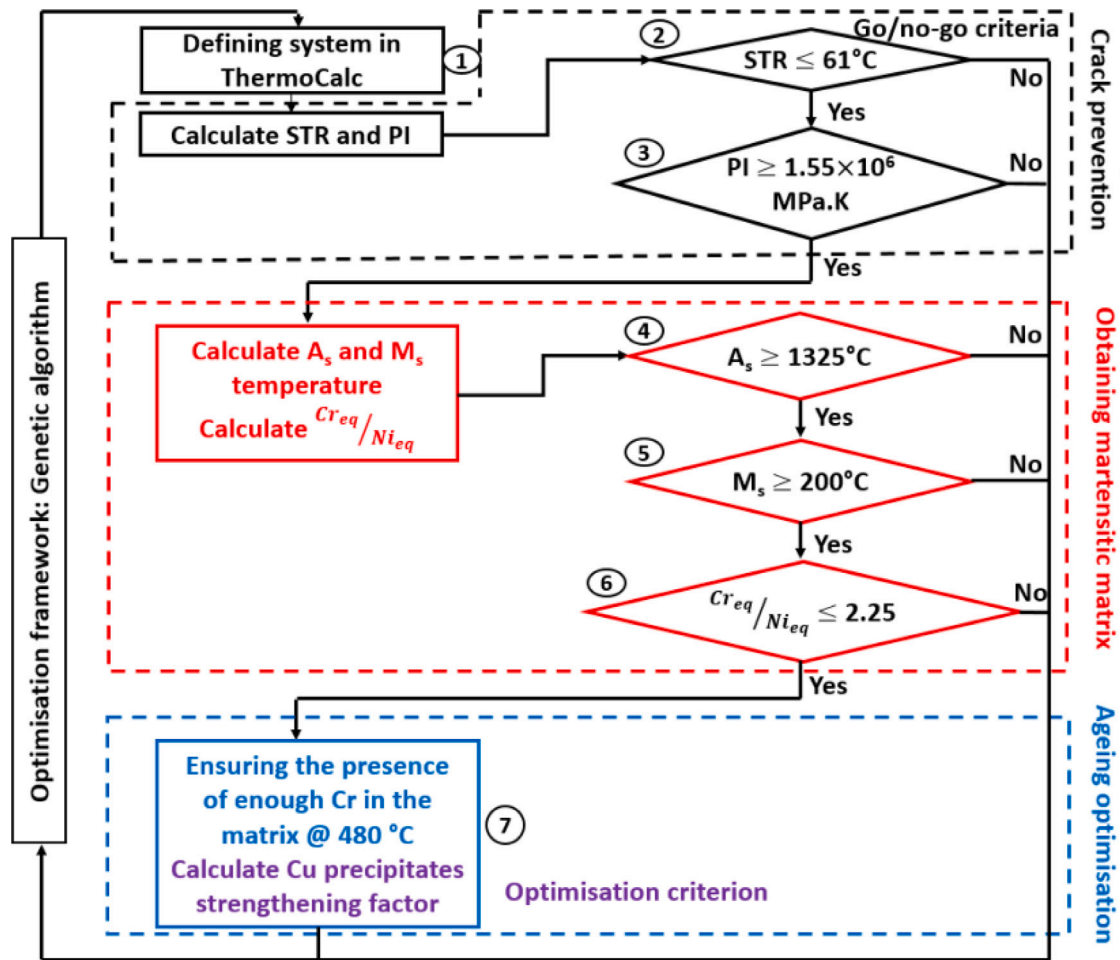 Optimisation framework: Genetic algorithm
Defining system in
ThermoCalc
1
Calculate STR and PI
2
Go/no-go criteria
STR ≤ 61°C
No
Yes
3
PI ≥ 1.55×10⁶
MPa.K
No
Yes
Crack prevention
Calculate Aₛ and Mₛ
temperature
Calculate Cr_eq/Ni_eq
4
Aₛ ≥ 1325°C
No
Yes
5
Mₛ ≥ 200°C
No
Yes
6
Cr_eq/Ni_eq ≤ 2.25
No
Yes
Obtaining martensitic matrix
Ensuring the presence
of enough Cr in the
matrix @ 480 °C
Calculate Cu precipitates
strengthening factor
7
Optimisation criterion
Ageing optimisation